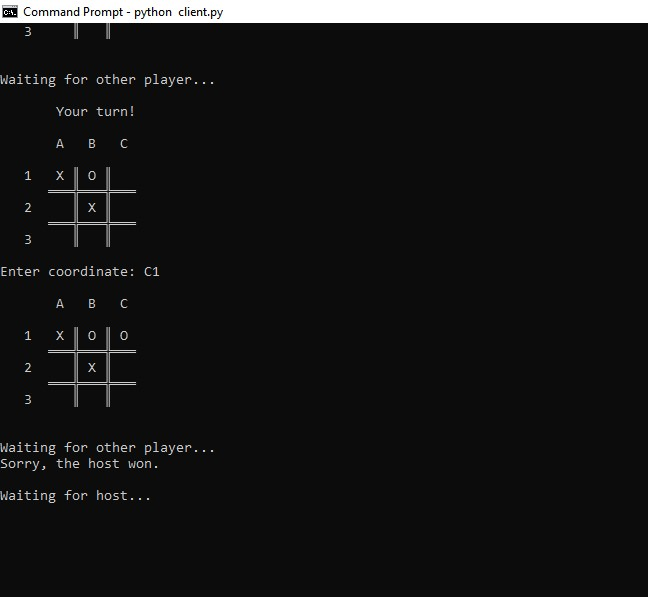 Command Prompt - python  client.py
3     ║   ║
Waiting for other player...
Your turn!
A   B   C
1   X ║ O ║
═══╬═══╬═══
2     ║ X ║
═══╬═══╬═══
3     ║   ║
Enter coordinate: C1
A   B   C
1   X ║ O ║ O
═══╬═══╬═══
2     ║ X ║
═══╬═══╬═══
3     ║   ║
Waiting for other player...
Sorry, the host won.
Waiting for host...